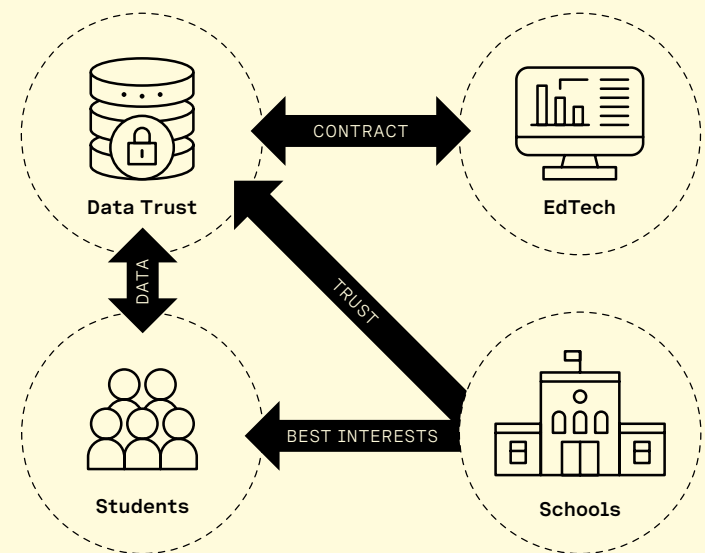 CONTRACT
Data Trust
EdTech
DATA
TRUST
BEST INTERESTS
Students
Schools